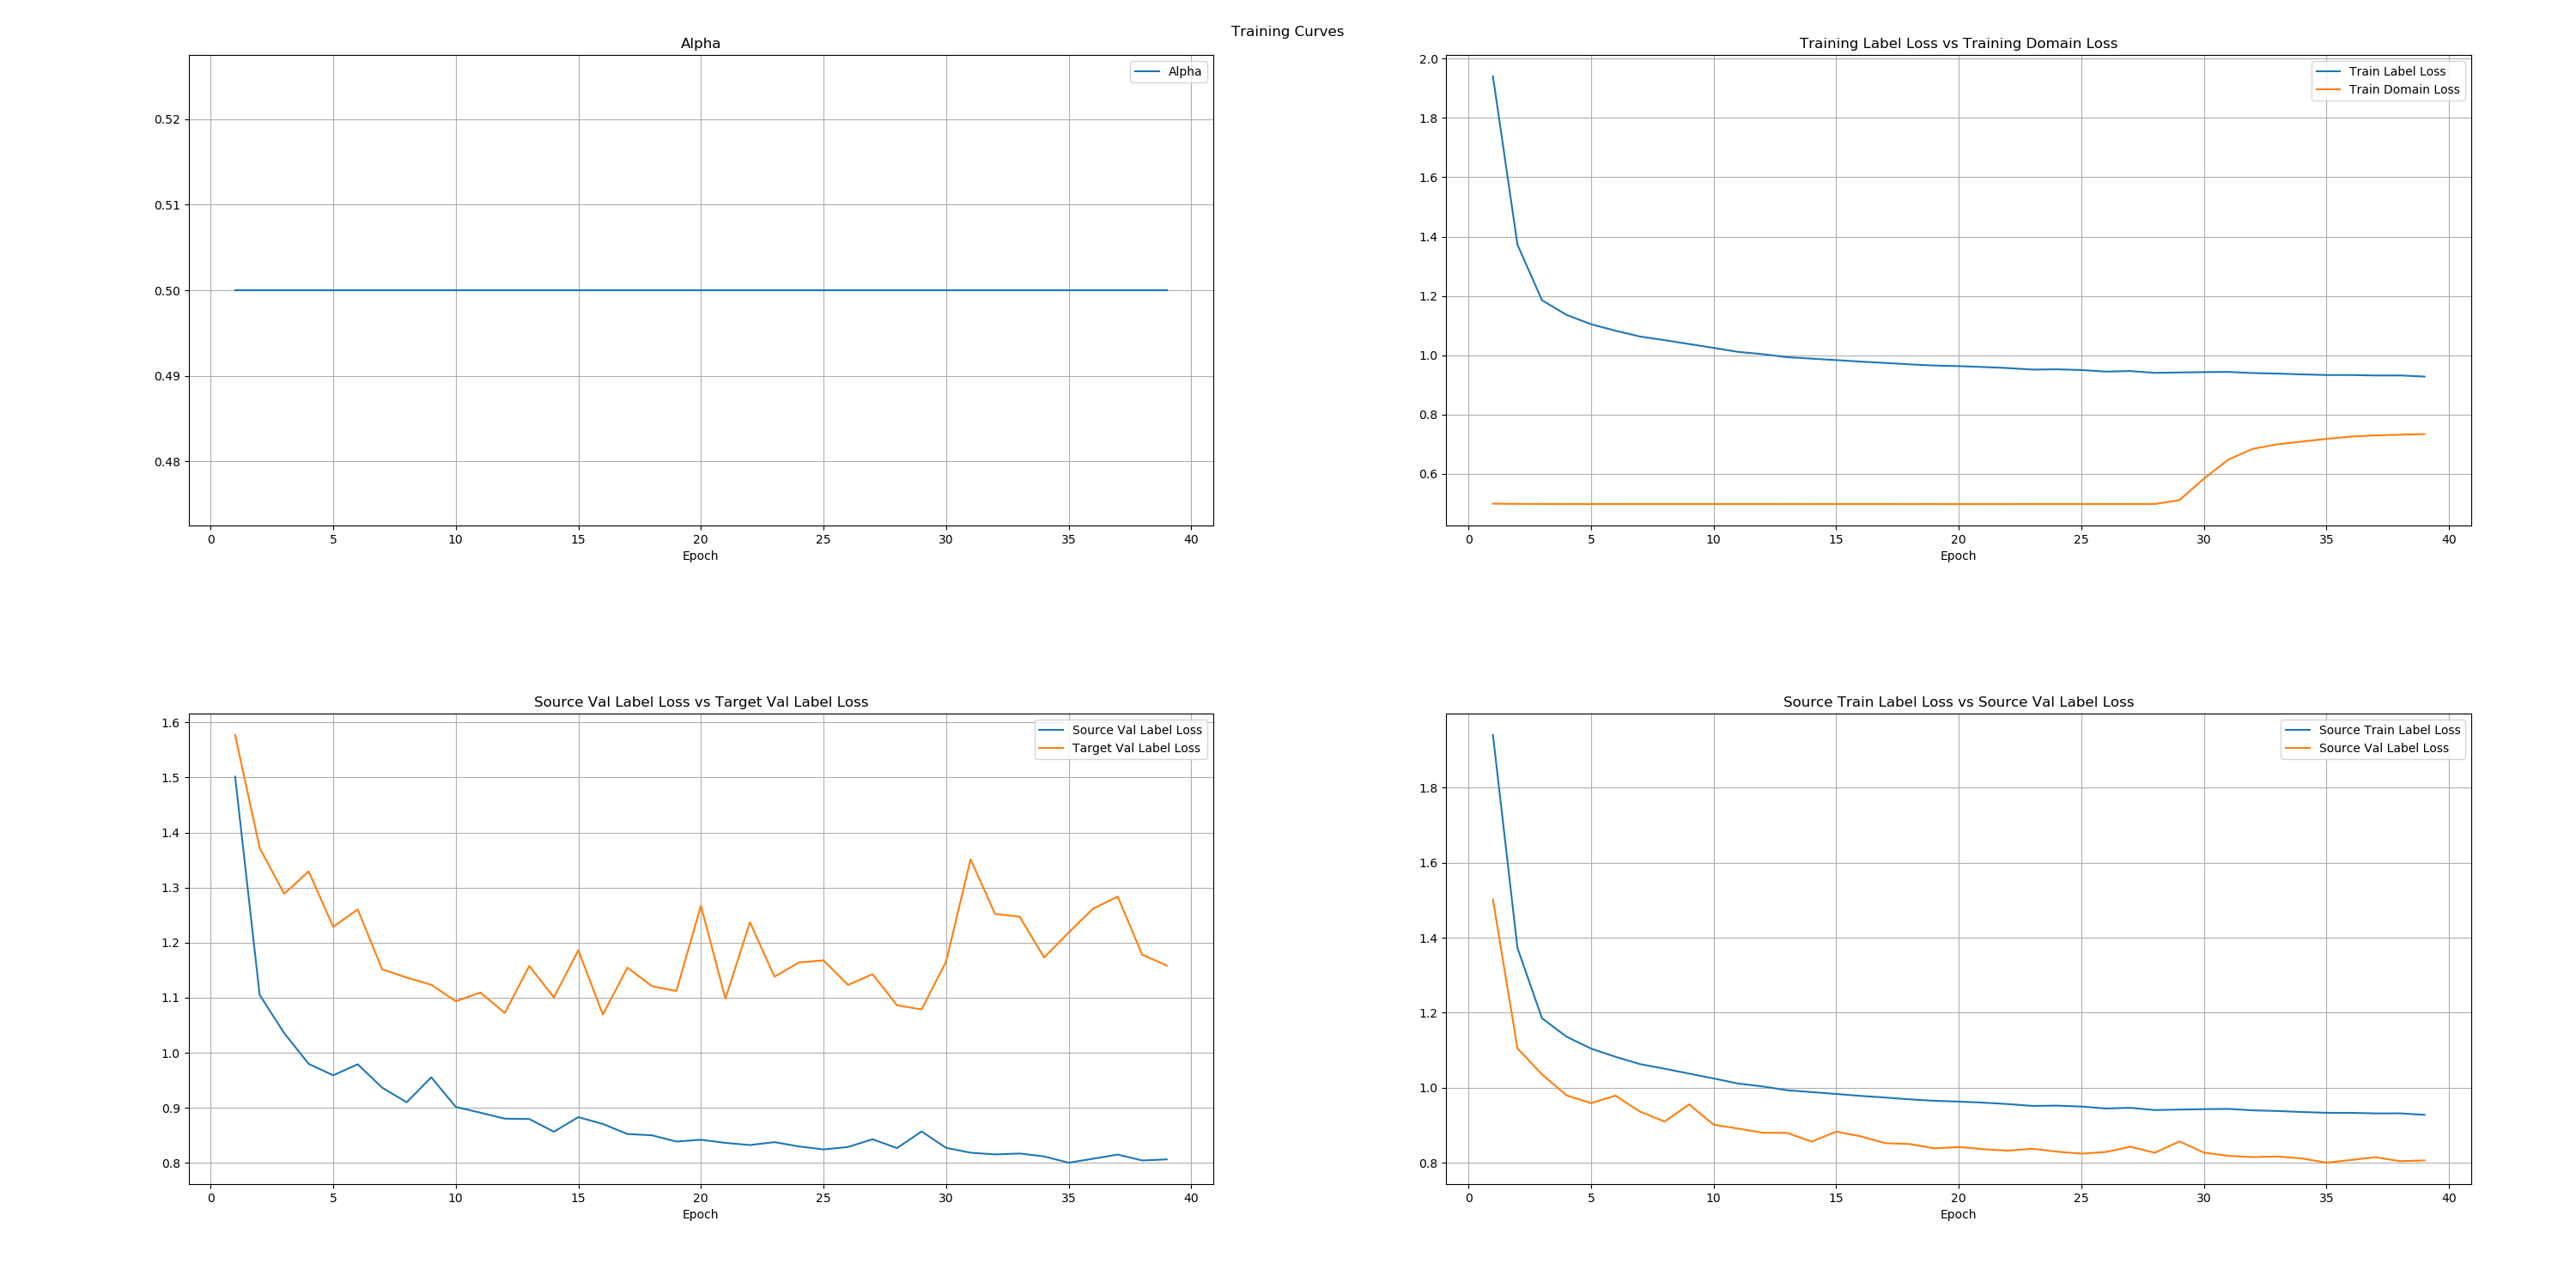 Training Curves
Alpha
Alpha
0.52
0.51
0.50
0.49
0.48
0 5 10 15 20 25 30 35 40
Epoch
Training Label Loss vs Training Domain Loss
Train Label Loss
Train Domain Loss
2.0
1.8
1.6
1.4
1.2
1.0
0.8
0.6
0 5 10 15 20 25 30 35 40
Epoch
Source Val Label Loss vs Target Val Label Loss
Source Val Label Loss
Target Val Label Loss
1.6
1.5
1.4
1.3
1.2
1.1
1.0
0.9
0.8
0 5 10 15 20 25 30 35 40
Epoch
Source Train Label Loss vs Source Val Label Loss
Source Train Label Loss
Source Val Label Loss
1.8
1.6
1.4
1.2
1.0
0.8
0 5 10 15 20 25 30 35 40
Epoch